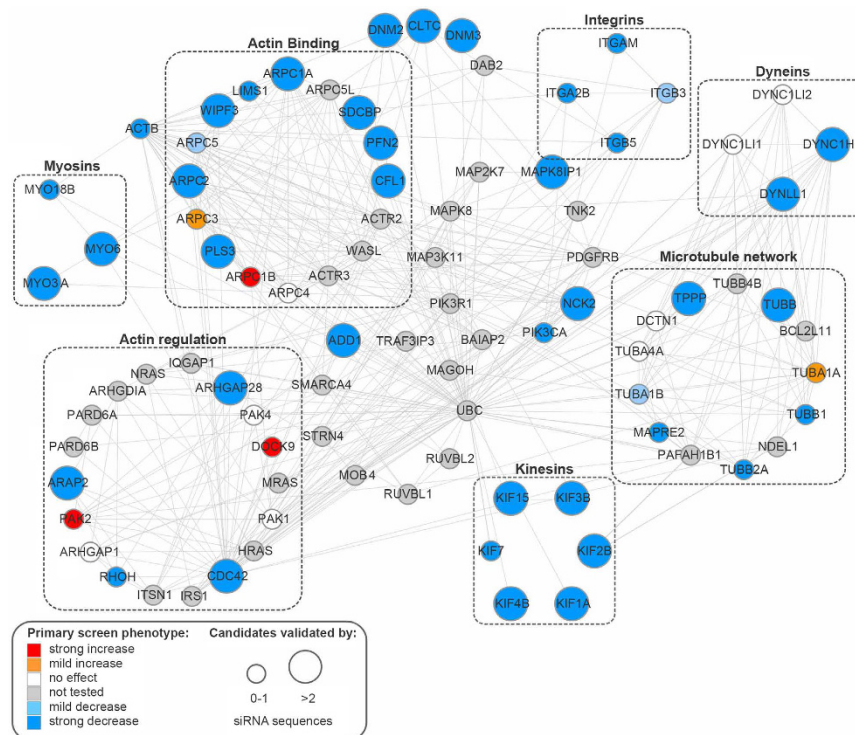 DNM2
CLTC
DNM3
Integrins
Actin Binding
ITGAM
ARPC1A
DAB2
Dyneins
LIMS1
ARPC5L
ITGA2B
ITGB3
DYNC1LI2
WIPF3
SDCBP
ACTB
ARPC5
PFN2
ITGB5
DYNC1LI1
DYNC1H
Myosins
ARPC2
CFL1
MAP2K7
MAPK8IP1
MYO18B
DYNLL1
ARPC3
ACTR2
MAPK8
TNK2
MYO6
PLS3
WASL
Microtubule network
MAP3K11
PDGFRB
MYO3A
ARPC1B
ACTR3
TUBB4B
ARPC4
PIK3R1
NCK2
TPPP
TUBB
DCTN1
BCL2L11
Actin regulation
ADD1
TRAF3IP3
BAIAP2
PIK3CA
IQGAP1
TUBA4A
NRAS
MAGOH
TUBA1A
ARHGDIA
ARHGAP28
SMARCA4
TUBA1B
PARD6A
PAK4
UBC
TUBB1
STRN4
MAPRE2
PARD6B
DOCK9
NDEL1
RUVBL2
PAFAH1B1
MOB4
TUBB2A
ARAP2
MRAS
RUVBL1
Kinesins
PAK2
PAK1
KIF15
KIF3B
ARHGAP1
HRAS
KIF7
KIF2B
RHOH
CDC42
ITSN1
IRS1
KIF4B
KIF1A
Primary screen phenotype:
Candidates validated by:
strong increase
mild increase
no effect
not tested
mild decrease
strong decrease
0-1
>2
siRNA sequences